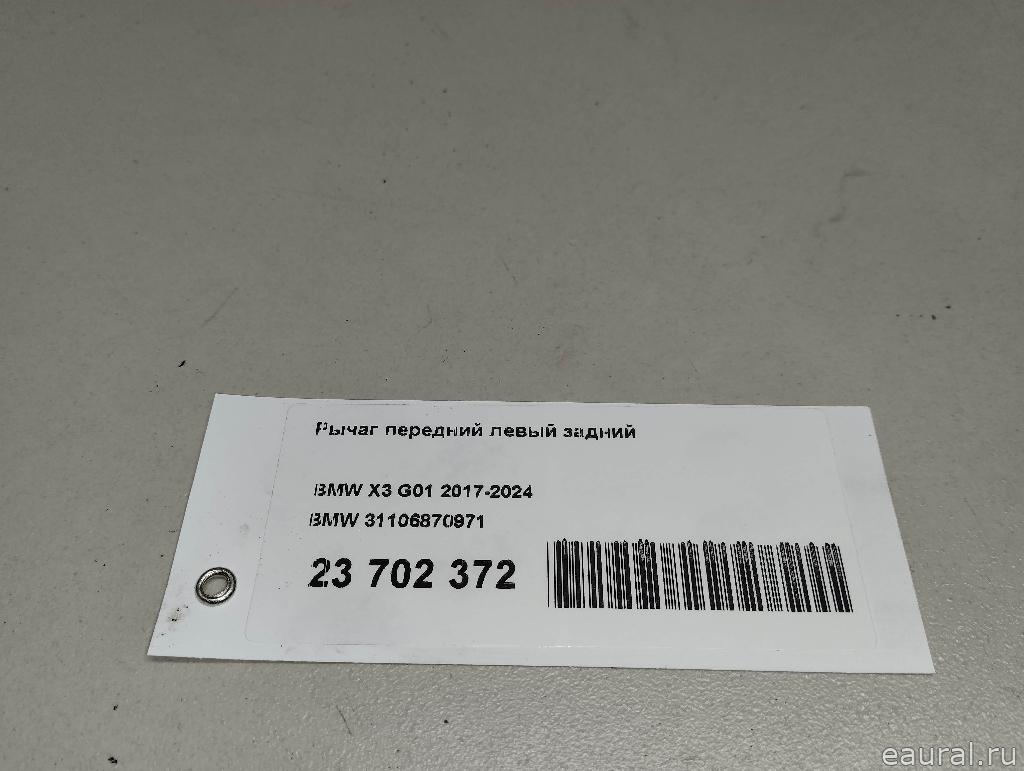 Рычаг передний левый задний
BMW X3 G01 2017-2024
BMW 31106870971
23 702 372
eaural.ru